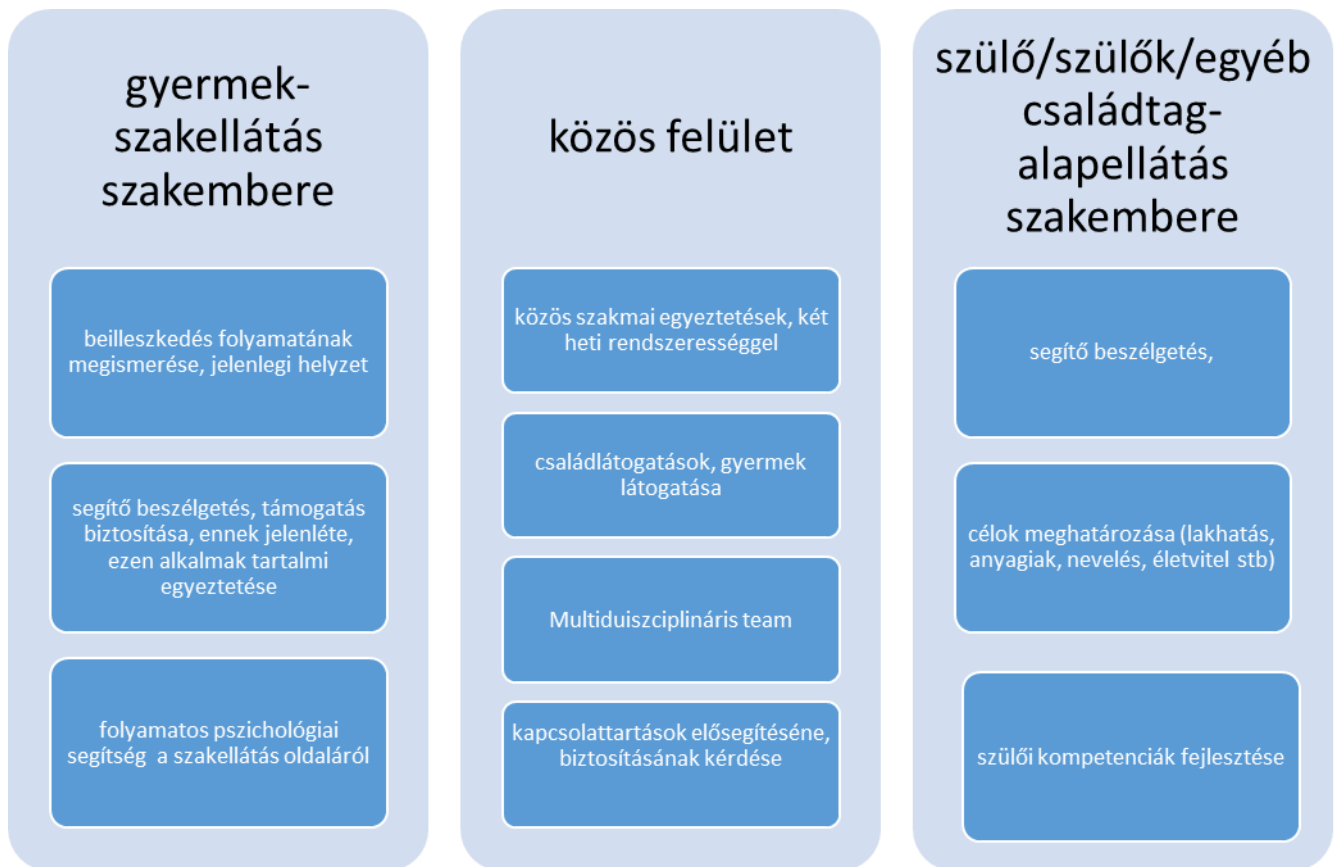 gyermek-
szakellátás
szakembere
beilleszkedés folyamatának
megismerése, jelenlegi helyzet
segítő beszélgetés, támogatás
biztosítása, ennek jelenléte,
ezen alkalmak tartalmi
egyeztetése
folyamatos pszichológiai
segítség a szakellátás oldaláról
közös felület
közös szakmai egyeztetések, két
heti rendszerességgel
családlátogatások, gyermek
látogatása
Multiduiszciplináris team
kapcsolattartások elősegítéséne,
biztosításának kérdése
szülő/szülők/egyéb
családtag-
alapellátás
szakembere
segítő beszélgetés,
célok meghatározása (lakhatás,
anyagiak, nevelés, életvitel stb)
szülői kompetenciák fejlesztése